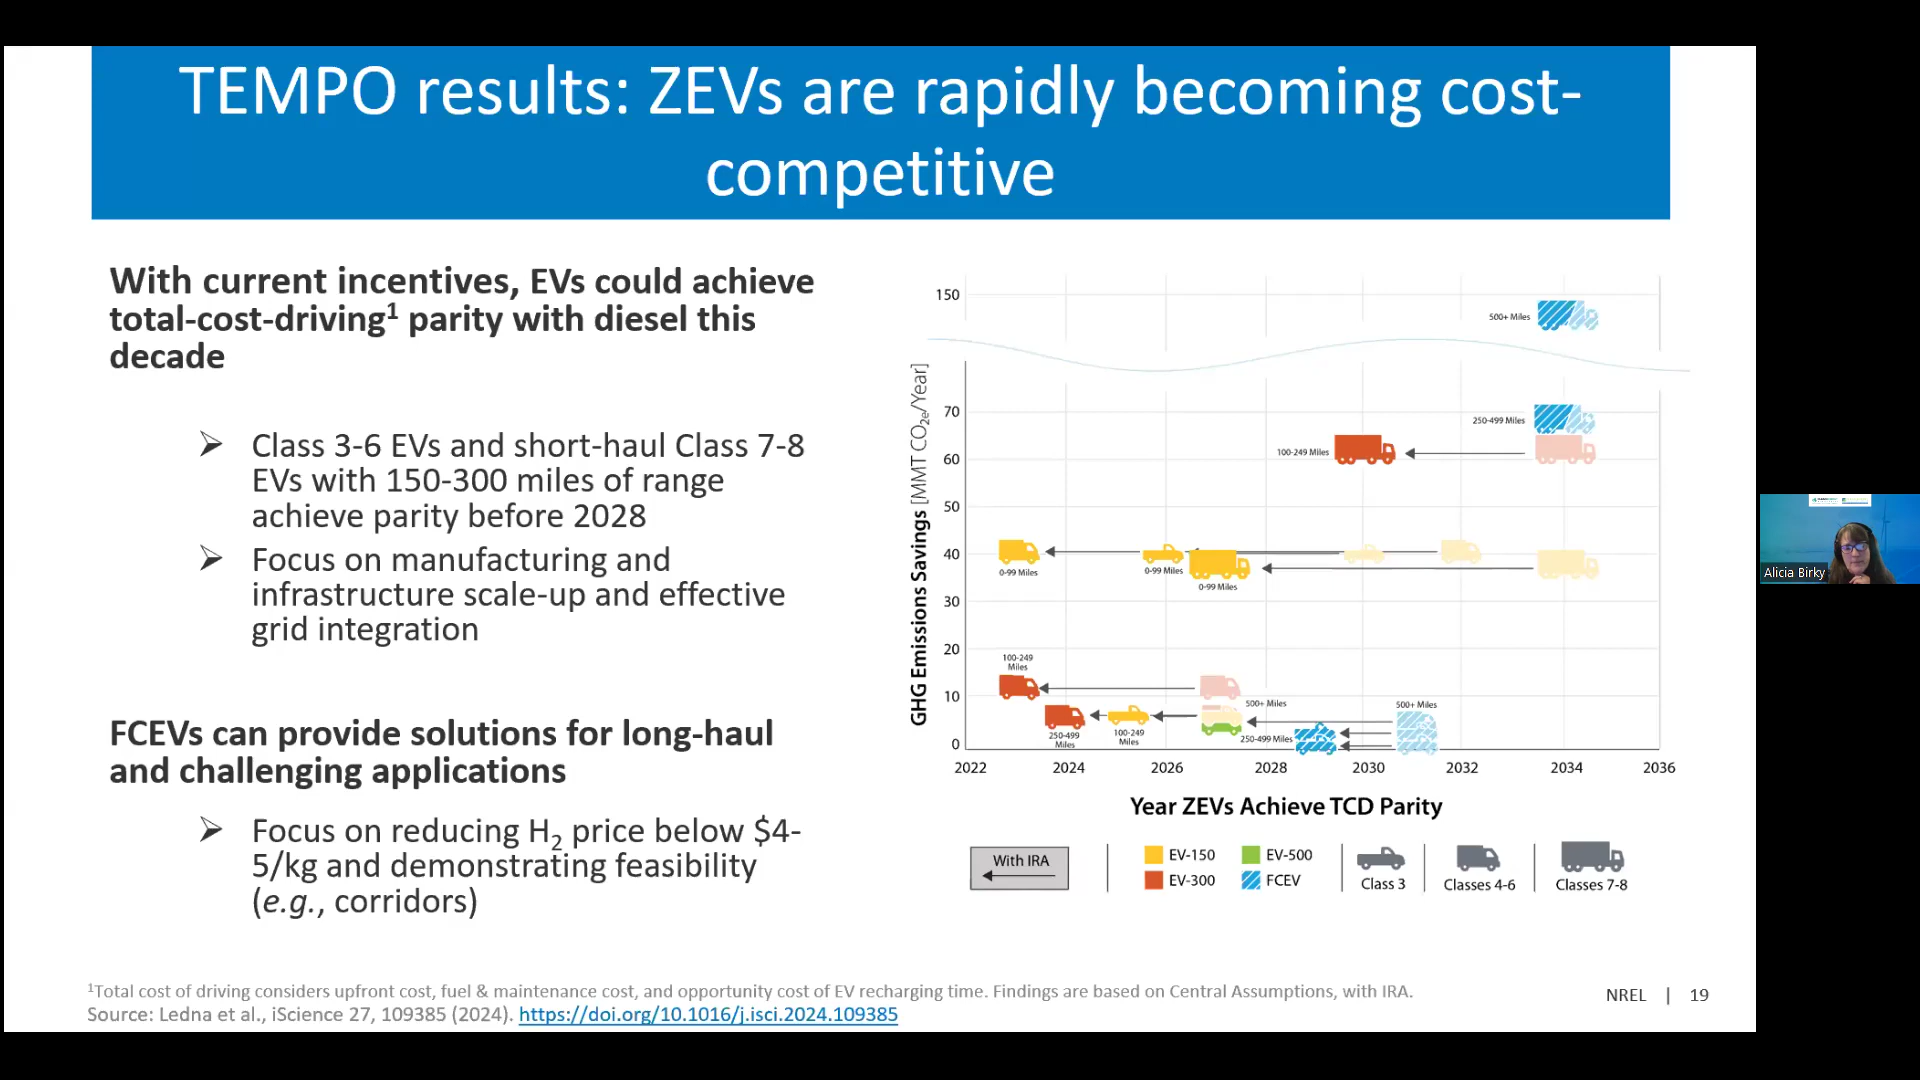 TEMPO results: ZEVs are rapidly becoming cost-
competitive
With current incentives, EVs could achieve
total-cost-driving¹ parity with diesel this
decade
➢ Class 3-6 EVs and short-haul Class 7-8
EVs with 150-300 miles of range
achieve parity before 2028
➢ Focus on manufacturing and
infrastructure scale-up and effective
grid integration
FCEVs can provide solutions for long-haul
and challenging applications
➢ Focus on reducing H₂ price below $4-
5/kg and demonstrating feasibility
(e.g., corridors)
GHG Emissions Savings [MMT CO₂e/Year]
150
70
60
50
40
30
20
10
0
500+ Miles
250-499 Miles
100-249 Miles
0-99 Miles
0-99 Miles
0-99 Miles
100-249
Miles
250-499
Miles
100-249
Miles
500+ Miles
250-499 Miles
500+ Miles
2022 2024 2026 2028 2030 2032 2034 2036
Year ZEVs Achieve TCD Parity
With IRA
EV-150
EV-300
EV-500
FCEV
Class 3
Classes 4-6
Classes 7-8
¹Total cost of driving considers upfront cost, fuel & maintenance cost, and opportunity cost of EV recharging time. Findings are based on Central Assumptions, with IRA.
Source: Ledna et al., iScience 27, 109385 (2024). https://doi.org/10.1016/j.isci.2024.109385
NREL | 19
Alicia Birky